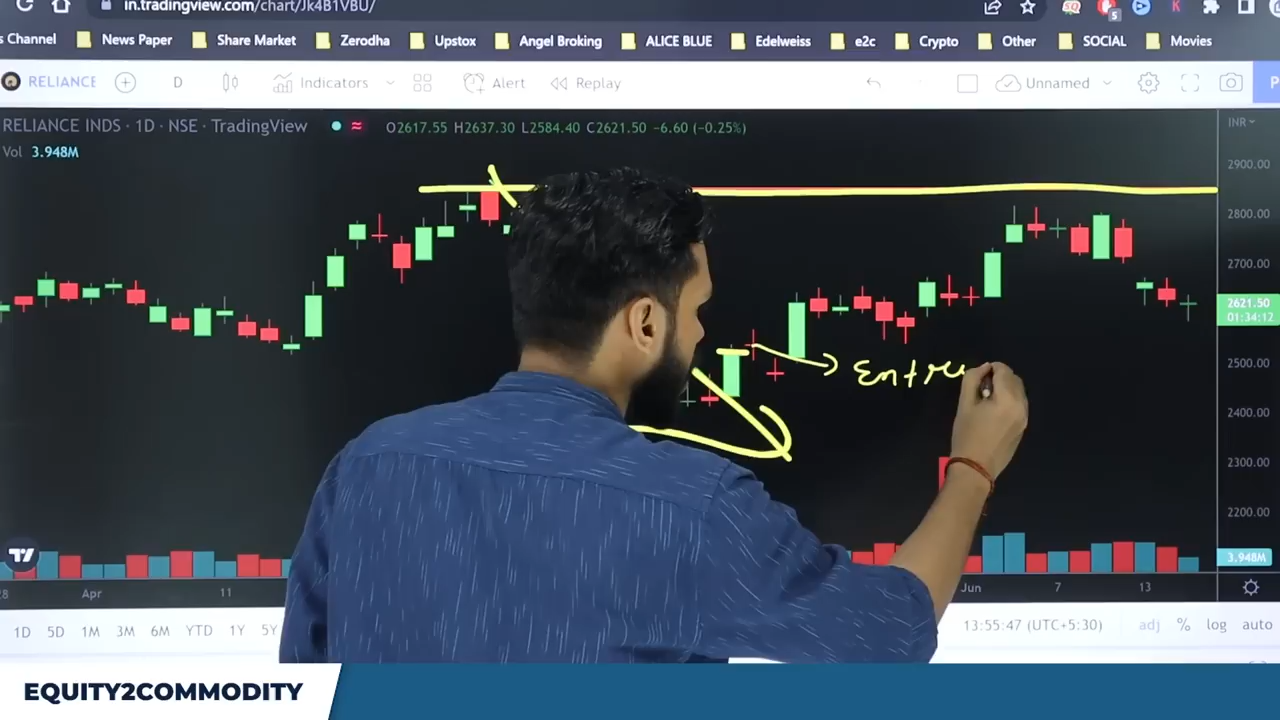 in.tradingview.com/chart/Jk4B1VBU/
s Channel News Paper Share Market Zerodha Upstox Angel Broking ALICE BLUE Edelweiss e2c Crypto Other SOCIAL Movies
RELIANCE D Indicators Alert Replay Unnamed P
RELIANCE INDS · 1D · NSE · TradingView O2617.55 H2637.30 L2584.40 C2621.50 −6.60 (−0.25%) INR
Vol 3.948M
2900.00
2800.00
2700.00
2621.50
01:34:12
2500.00
Entre
2400.00
2300.00
2200.00
3.948M
28 Apr 11 Jun 7 13
1D 5D 1M 3M 6M YTD 1Y 5Y 13:55:47 (UTC+5:30) adj % log auto
EQUITY2COMMODITY